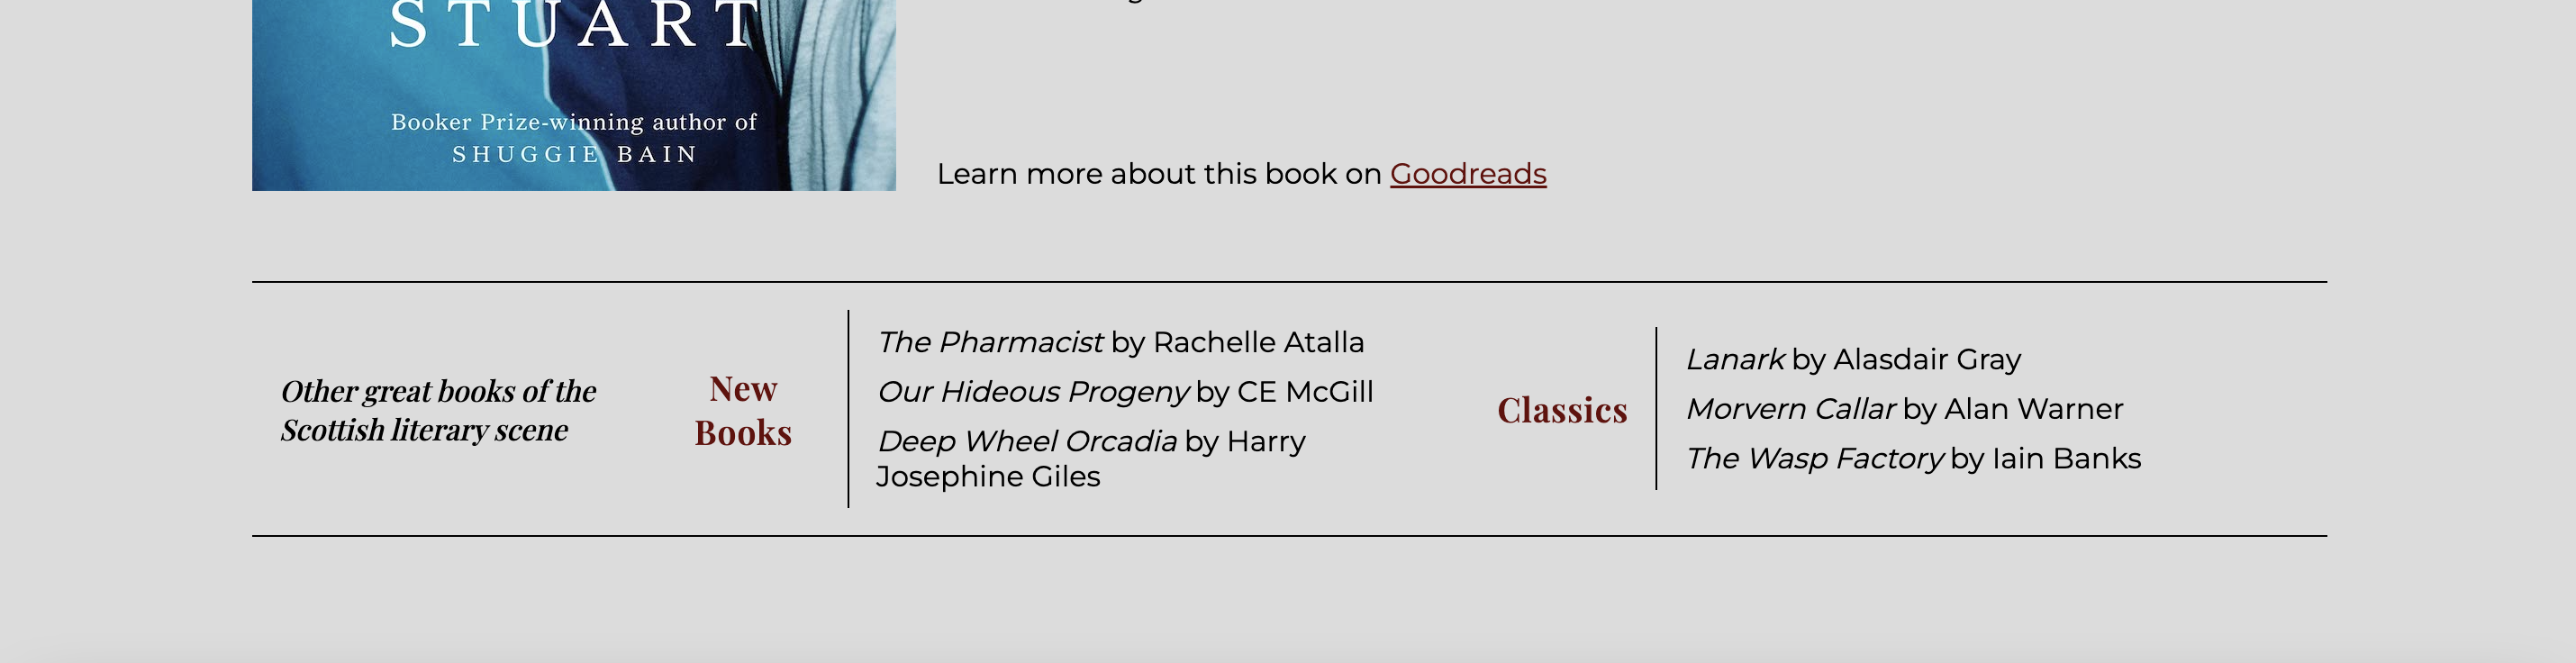 STUART
Booker Prize-winning author of
SHUGGIE BAIN
Learn more about this book on Goodreads
Other great books of the
Scottish literary scene
New
Books
The Pharmacist by Rachelle Atalla
Our Hideous Progeny by CE McGill
Deep Wheel Orcadia by Harry
Josephine Giles
Classics
Lanark by Alasdair Gray
Morvern Callar by Alan Warner
The Wasp Factory by Iain Banks